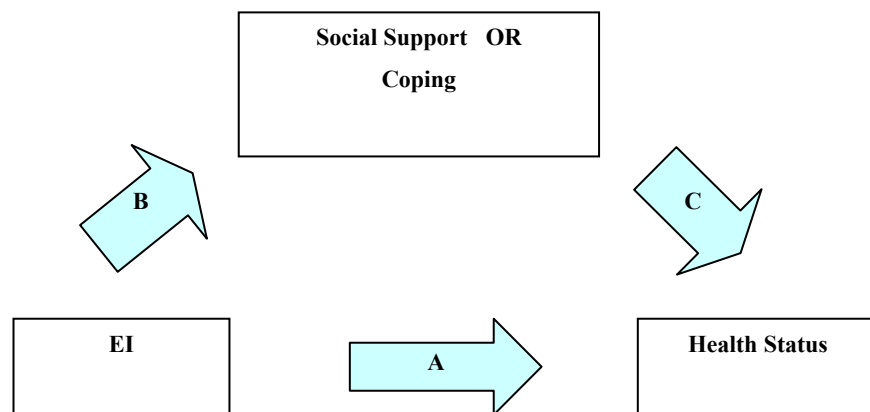 Social Support OR
Coping
B
C
EI
A
Health Status